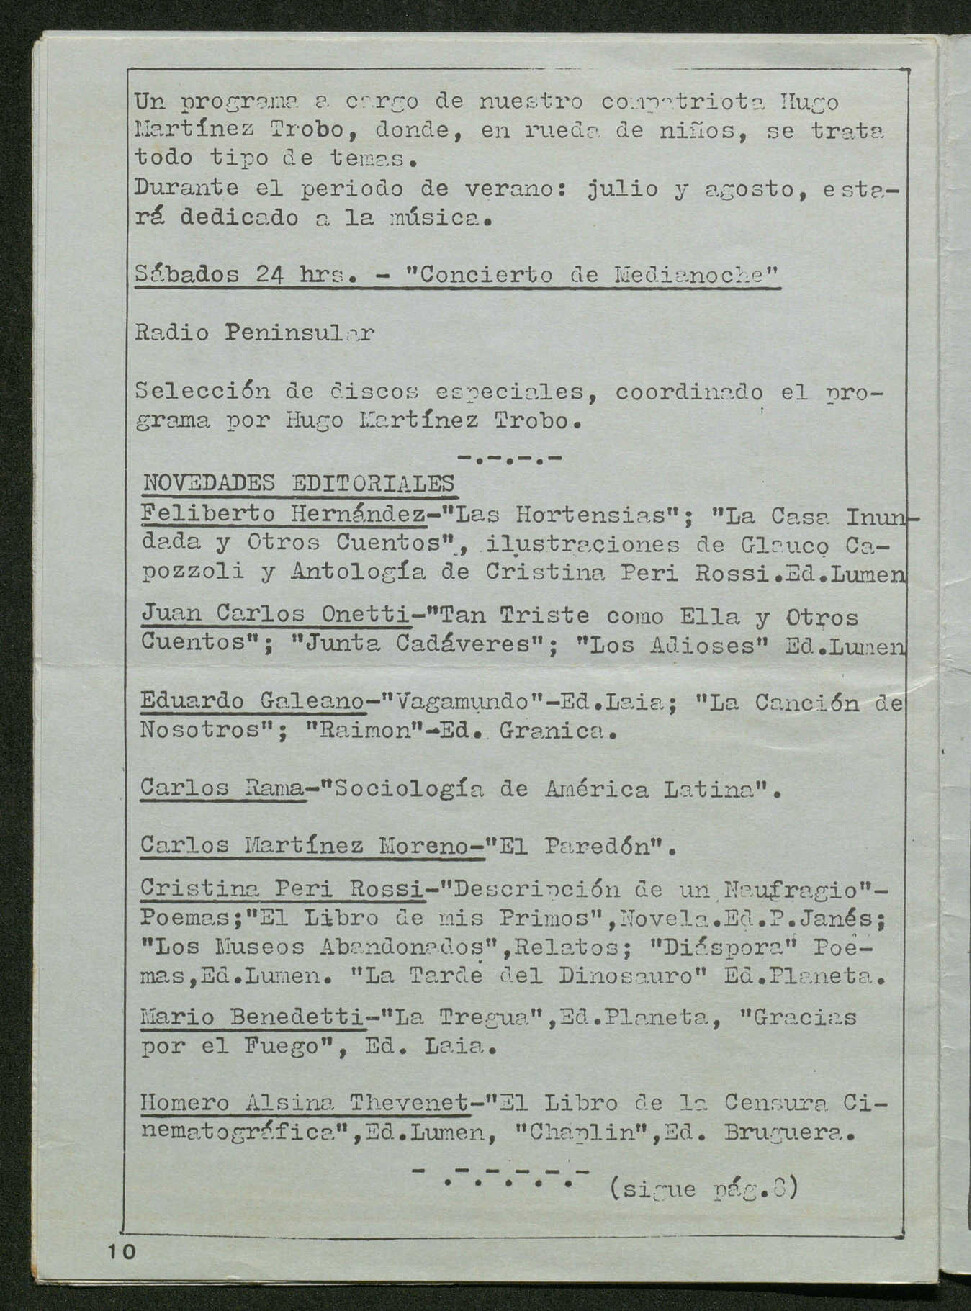 Un programa a cargo de nuestro compatriota Hugo
Martínez Trobo, donde, en rueda de niños, se trata
todo tipo de temas.
Durante el periodo de verano: julio y agosto, esta-
rá dedicado a la música.
Sábados 24 hrs. - "Concierto de Medianoche"
Radio Peninsular
Selección de discos especiales, coordinado el pro-
grama por Hugo Martínez Trobo.
-.-.-.-
NOVEDADES EDITORIALES
Feliberto Hernández-"Las Hortensias"; "La Casa Inun-
dada y Otros Cuentos", ilustraciones de Glauco Ca-
pozzoli y Antología de Cristina Peri Rossi.Ed.Lumen
Juan Carlos Onetti-"Tan Triste como Ella y Otros
Cuentos"; "Junta Cadáveres"; "Los Adioses" Ed.Lumen
Eduardo Galeano-"Vagamundo"-Ed.Laia; "La Canción de
Nosotros"; "Raimon"-Ed. Granica.
Carlos Rama-"Sociología de América Latina".
Carlos Martínez Moreno-"El Paredón".
Cristina Peri Rossi-"Descripción de un Naufragio"-
Poemas;"El Libro de mis Primos",Novela.Ed.P.Janés;
"Los Museos Abandonados",Relatos; "Diáspora" Poe-
mas,Ed.Lumen. "La Tarde del Dinosauro" Ed.Planeta.
Mario Benedetti-"La Tregua",Ed.Planeta, "Gracias
por el Fuego", Ed. Laia.
Homero Alsina Thevenet-"El Libro de la Censura Ci-
nematográfica",Ed.Lumen, "Chaplin",Ed. Bruguera.
-.-.-.-.-.-
(sigue pág.8)
10